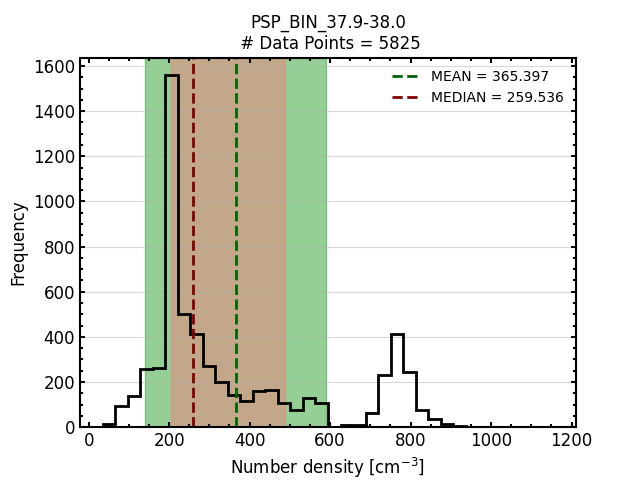 PSP_BIN_37.9-38.0
# Data Points = 5825
MEAN = 365.397
MEDIAN = 259.536
Frequency
1600
1400
1200
1000
800
600
400
200
0
0 200 400 600 800 1000 1200
Number density [cm⁻³]